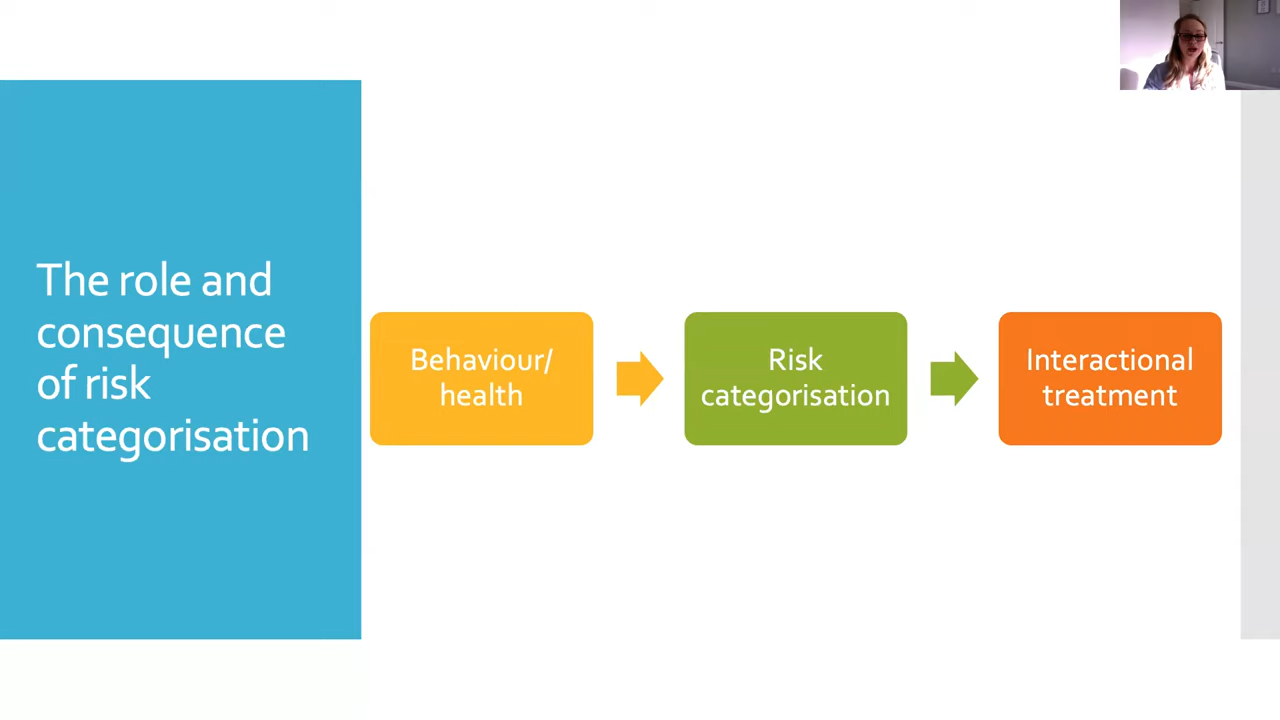 The role and
consequence
of risk
categorisation
Behaviour/
health
Risk
categorisation
Interactional
treatment